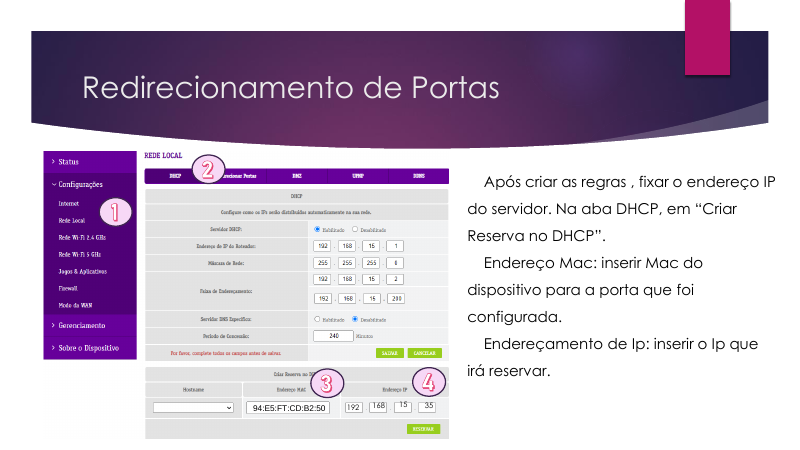 Redirecionamento de Portas
Status
Configurações
Internet
Rede Local
Rede Wi-Fi 2.4 GHz
Rede Wi-Fi 5 GHz
Jogos & Aplicativos
Firewall
Modo da WAN
Gerenciamento
Sobre o Dispositivo
1
REDE LOCAL
2
DHCP Portas DMZ UPNP
DHCP
Configure como os IPs serão distribuídos automaticamente na sua rede.
Servidor DHCP: Habilitado Desabilitado
Endereço de IP do Roteador: 192 . 168 . 15 . 1
Máscara de Rede: 255 . 255 . 255 . 0
Faixa de Endereçamento: 192 . 168 . 15 . 2
192 . 168 . 15 . 200
Servidor DNS Específico: Habilitado Desabilitado
Período de Concessão: 240 Minutos
Por favor, complete todos os campos antes de salvar. SALVAR CANCELAR
Criar Reserva no
3
4
Hostname Endereço MAC Endereço IP
94:E5:FT:CD:B2:50 192 . 168 . 15 . 35
RESERVAR
Após criar as regras , fixar o endereço IP
do servidor. Na aba DHCP, em “Criar
Reserva no DHCP”.
Endereço Mac: inserir Mac do
dispositivo para a porta que foi
configurada.
Endereçamento de Ip: inserir o Ip que
irá reservar.